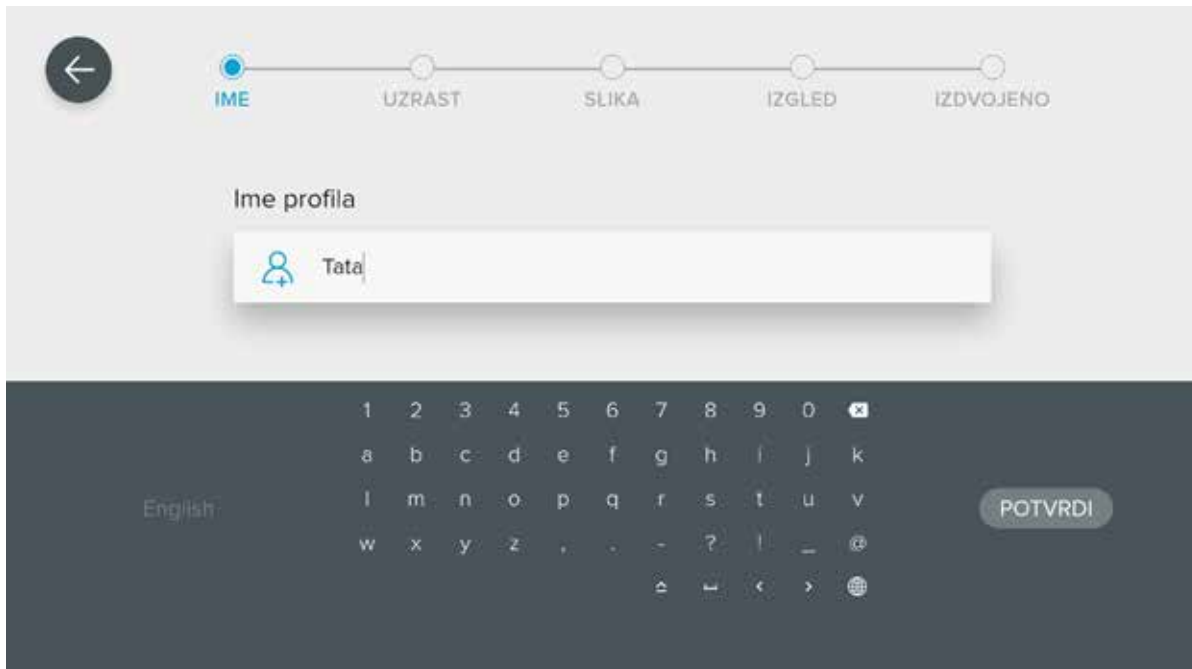 IME UZRAST SLIKA IZGLED IZDVOJENO
Ime profila
Tata
1 2 3 4 5 6 7 8 9 0
a b c d e f g h i j k
English l m n o p q r s t u v POTVRDI
w x y z , . - ? ! _ @
< >